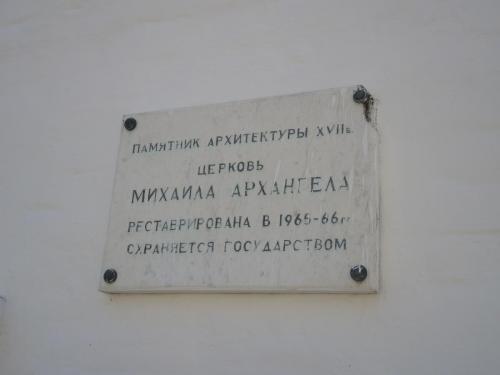 ПАМЯТНИК АРХИТЕКТУРЫ XVIIв.
ЦЕРКОВЬ
МИХАИЛА АРХАНГЕЛА
РЕСТАВРИРОВАНА В 1965-66гг
ОХРАНЯЕТСЯ ГОСУДАРСТВОМ